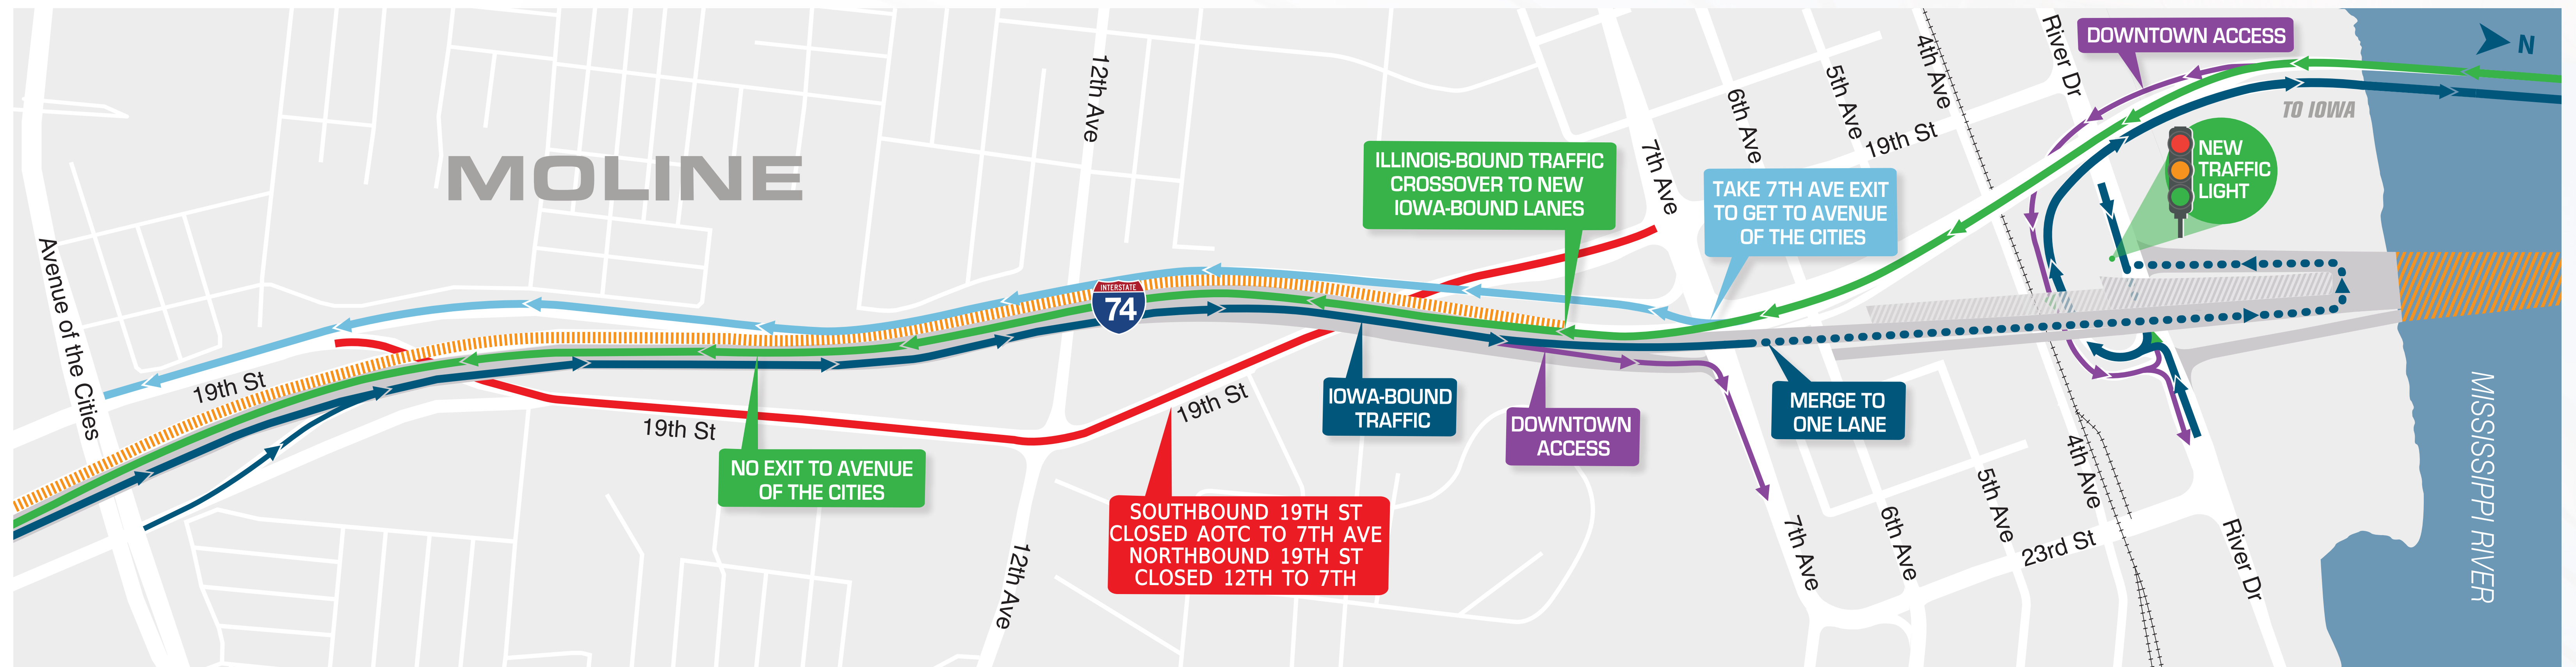 MOLINE
Avenue of the Cities
19th St
12th Ave
INTERSTATE
74
19th St
NO EXIT TO AVENUE
OF THE CITIES
19th St
12th Ave
SOUTHBOUND 19TH ST
CLOSED AOTC TO 7TH AVE
NORTHBOUND 19TH ST
CLOSED 12TH TO 7TH
ILLINOIS-BOUND TRAFFIC
CROSSOVER TO NEW
IOWA-BOUND LANES
IOWA-BOUND
TRAFFIC
DOWNTOWN
ACCESS
7th Ave
6th Ave
5th Ave
4th Ave
19th St
River Dr
TAKE 7TH AVE EXIT
TO GET TO AVENUE
OF THE CITIES
MERGE TO
ONE LANE
DOWNTOWN ACCESS
N
TO IOWA
NEW
TRAFFIC
LIGHT
7th Ave
6th Ave
5th Ave
4th Ave
23rd St
River Dr
MISSISSIPPI RIVER